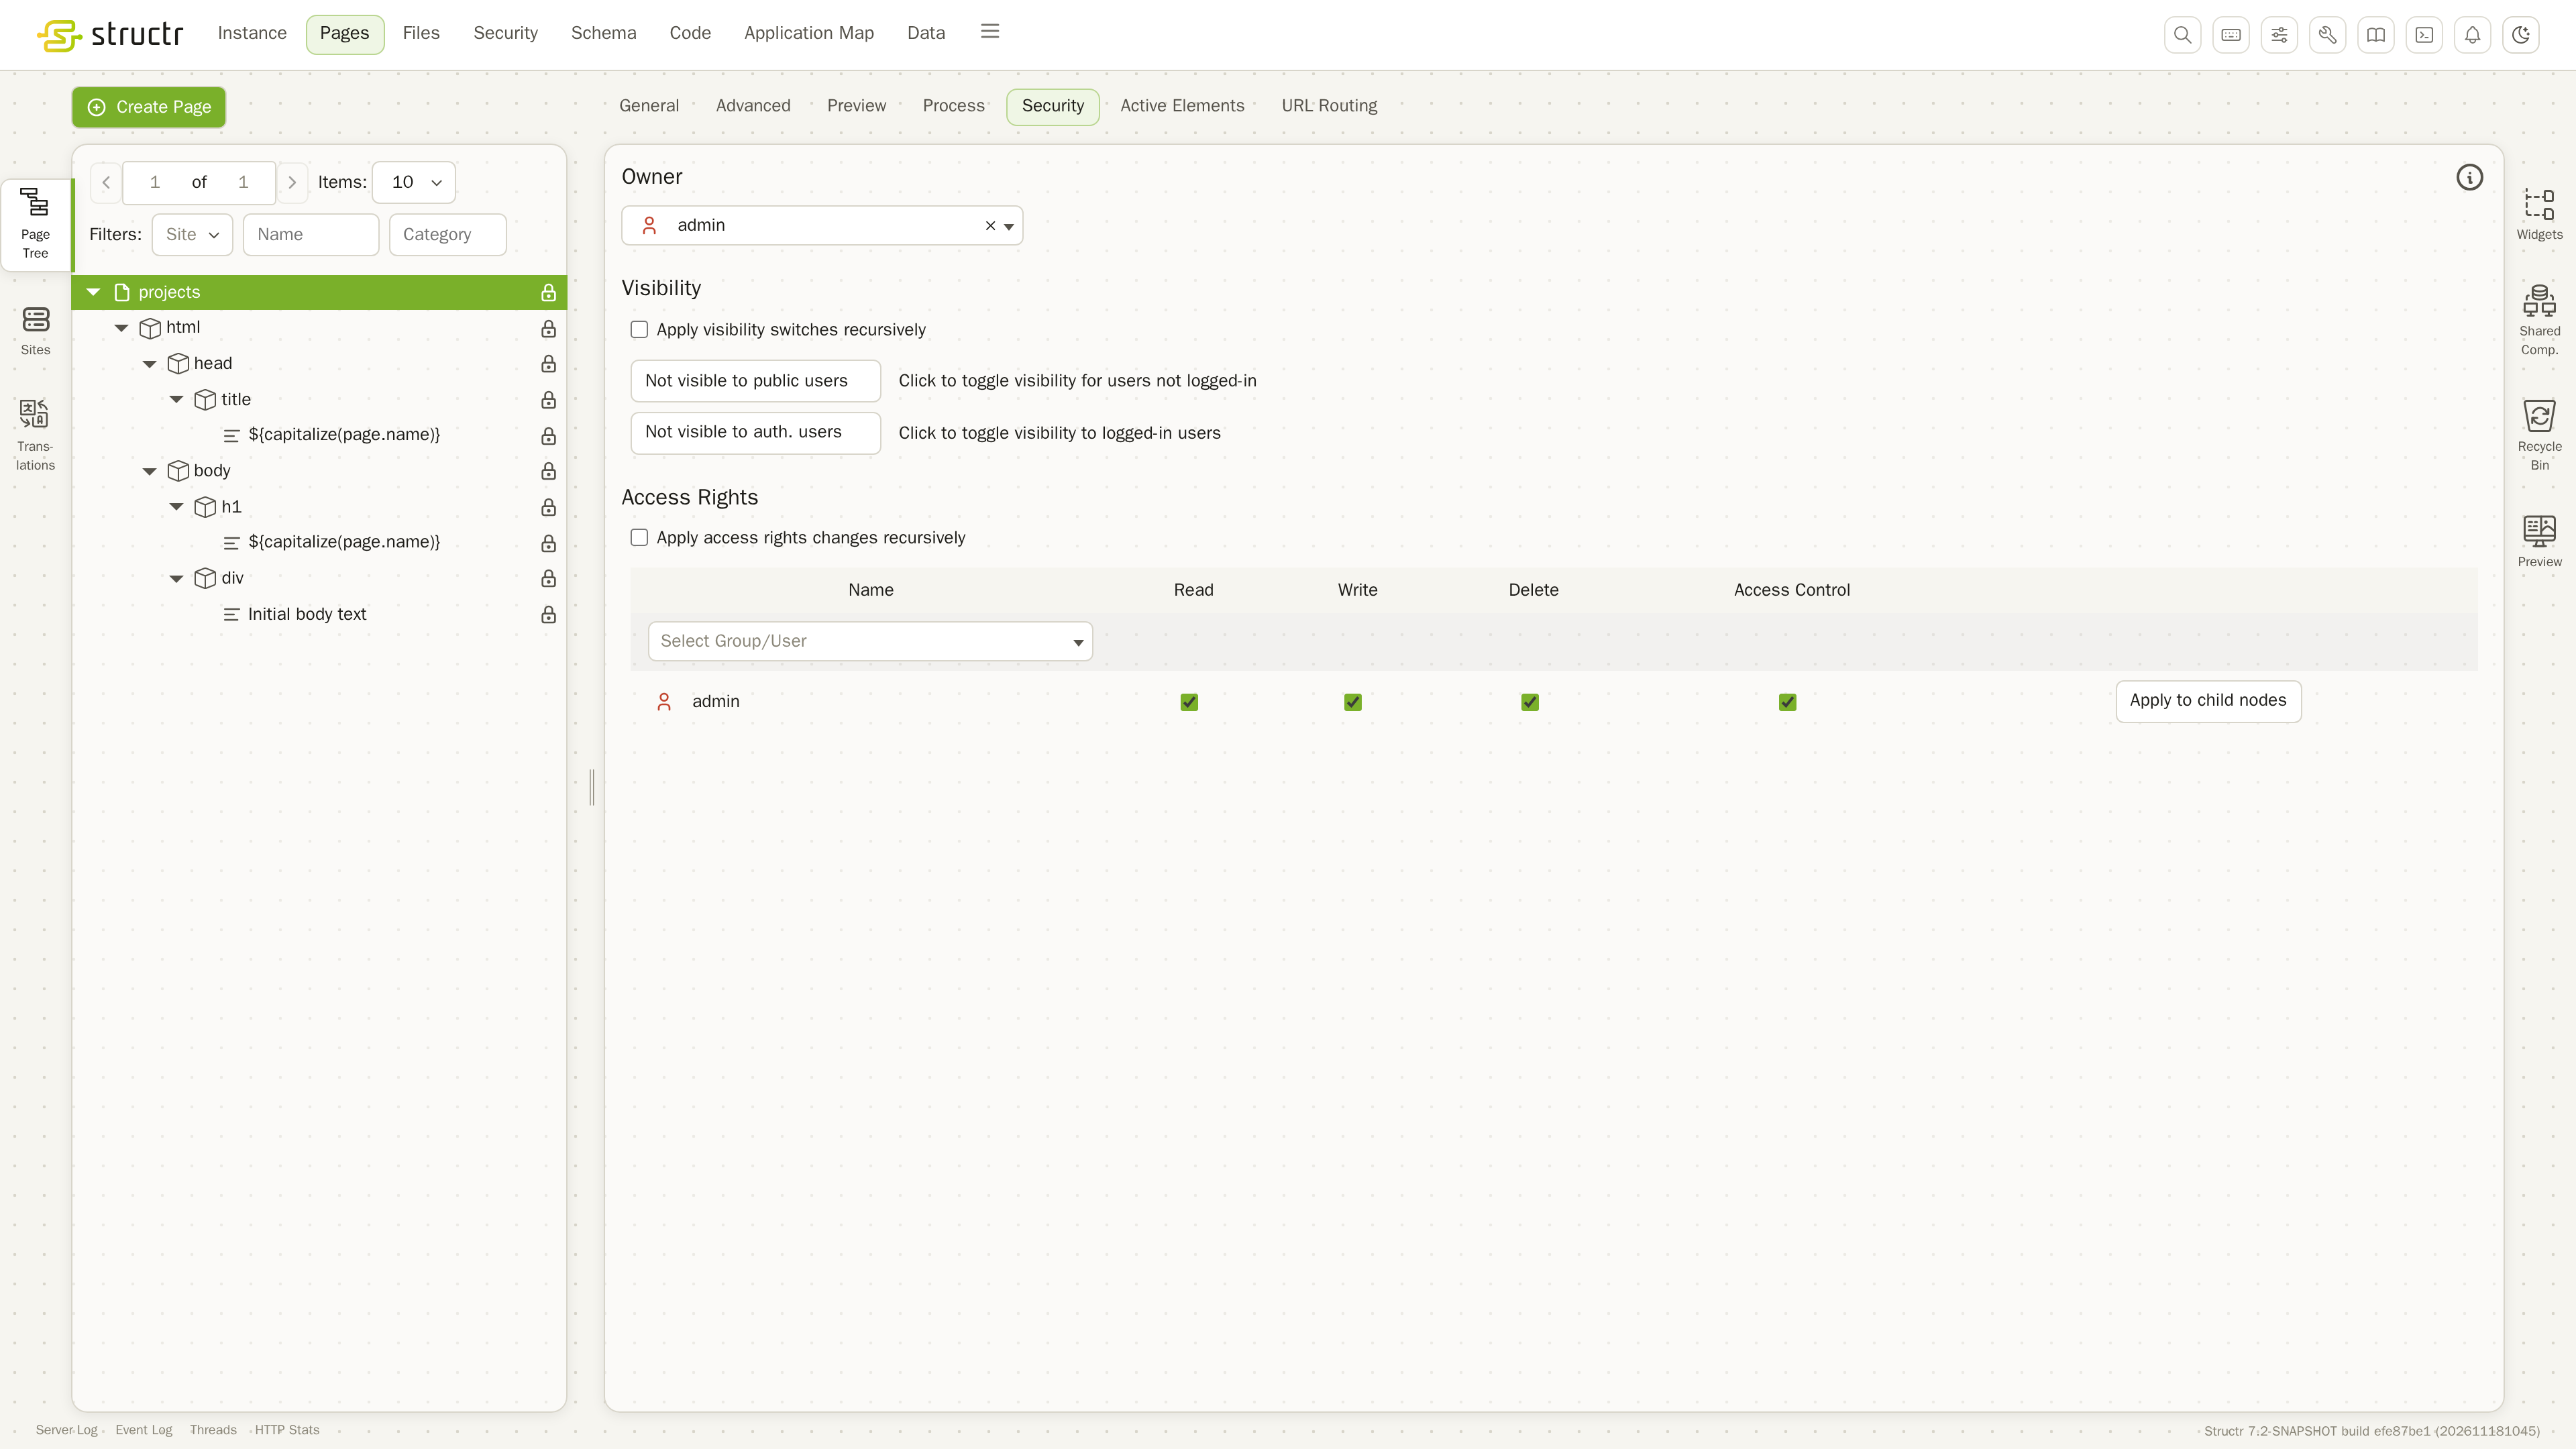 structr Instance Pages Files Security Schema Code Application Map Data
Create Page
General Advanced Preview Process Security Active Elements URL Routing
1 of 1 Items: 10
Filters: Site Name Category
Page
Tree
Sites
Trans-
lations
projects
html
head
title
${capitalize(page.name)}
body
h1
${capitalize(page.name)}
div
Initial body text
Owner
admin
Visibility
Apply visibility switches recursively
Not visible to public users Click to toggle visibility for users not logged-in
Not visible to auth. users Click to toggle visibility to logged-in users
Access Rights
Apply access rights changes recursively
Name Read Write Delete Access Control
Select Group/User
admin Apply to child nodes
Widgets
Shared
Comp.
Recycle
Bin
Preview
Server Log Event Log Threads HTTP Stats
Structr 7.2-SNAPSHOT build efe87be1 (202611181045)